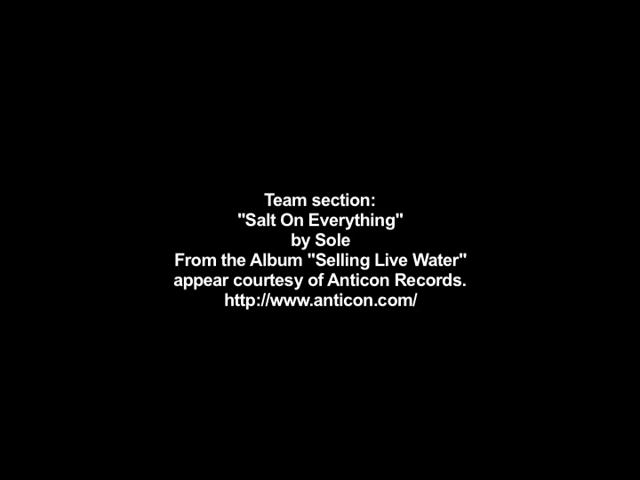 Team section:
"Salt On Everything"
by Sole
From the Album "Selling Live Water"
appear courtesy of Anticon Records.
http://www.anticon.com/